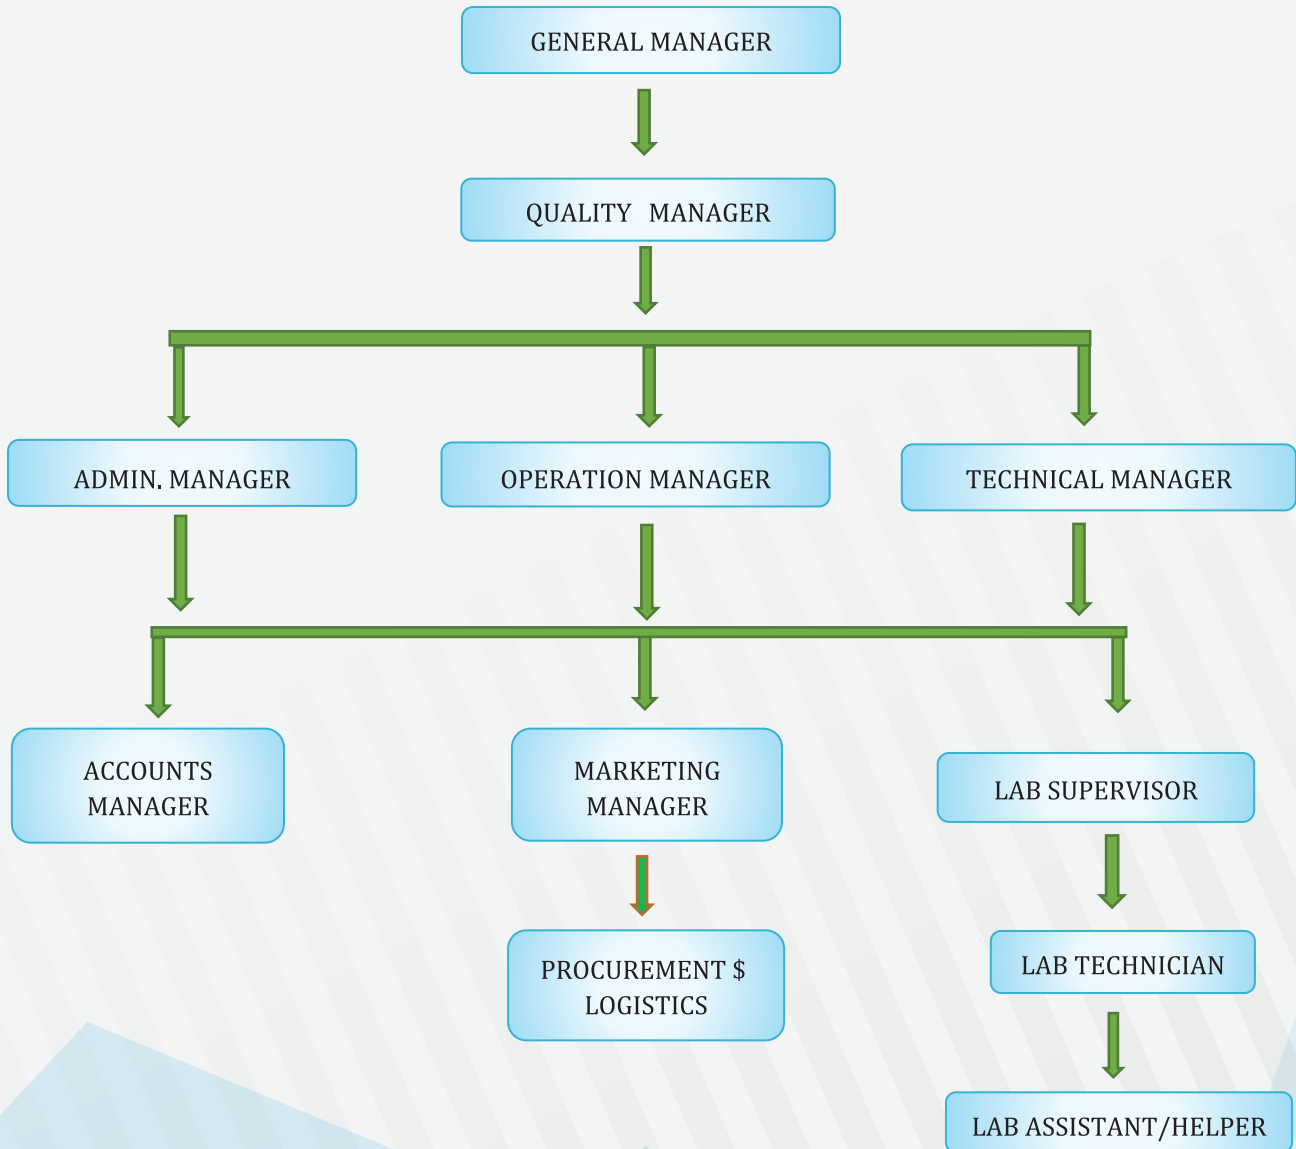 GENERAL MANAGER
QUALITY MANAGER
ADMIN. MANAGER
OPERATION MANAGER
TECHNICAL MANAGER
ACCOUNTS
MANAGER
MARKETING
MANAGER
LAB SUPERVISOR
PROCUREMENT $
LOGISTICS
LAB TECHNICIAN
LAB ASSISTANT/HELPER